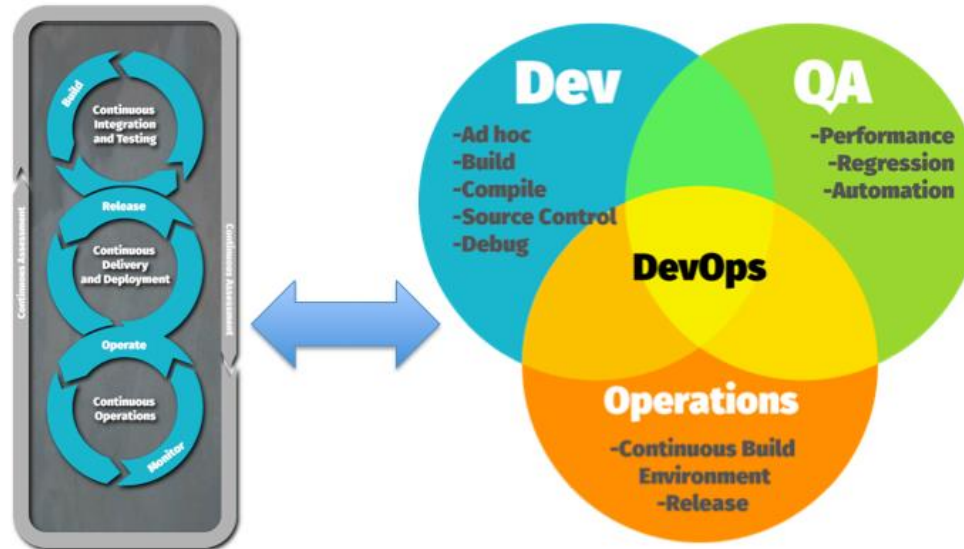 Build
Continuous
Integration
and Testing
Release
Continuous
Delivery
and Deployment
Operate
Continuous
Operations
Monitor
Continuous Assessment
Continuous Assessment
Dev
-Ad hoc
-Build
-Compile
-Source Control
-Debug
QA
-Performance
-Regression
-Automation
DevOps
Operations
-Continuous Build
Environment
-Release